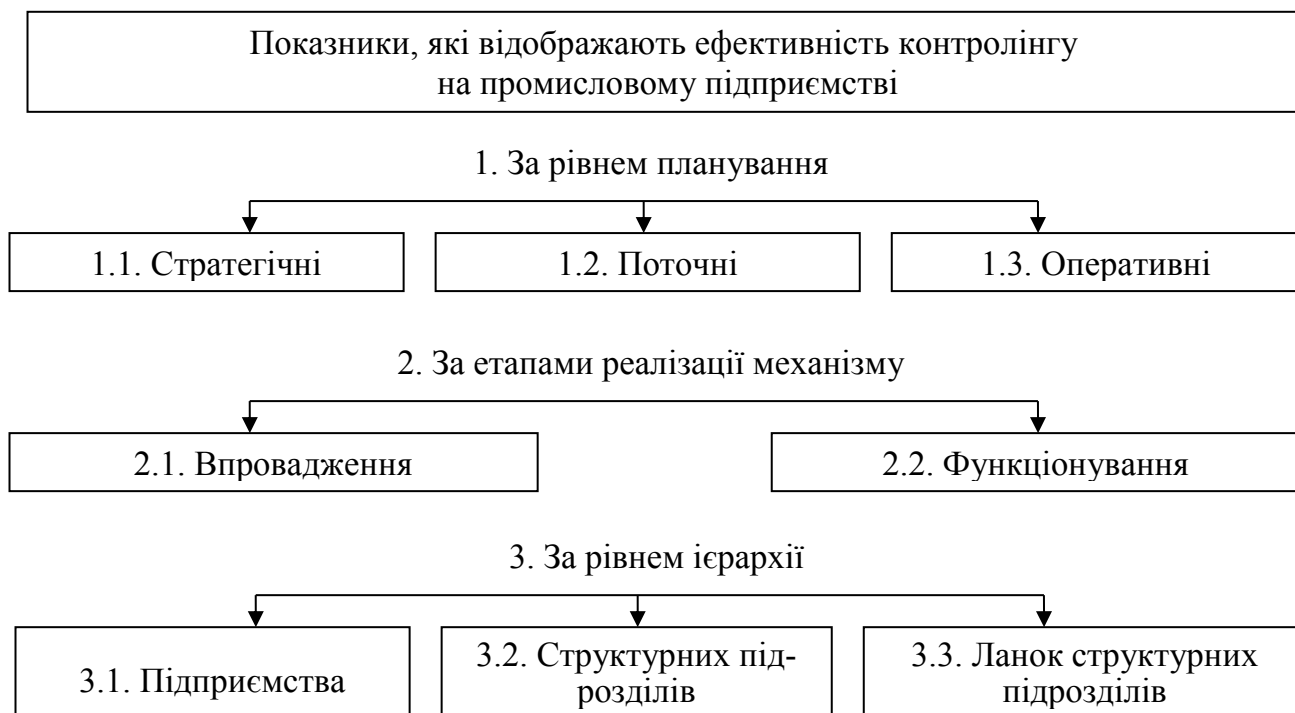 Показники, які відображають ефективність контролінгу
на промисловому підприємстві
1. За рівнем планування
1.1. Стратегічні
1.2. Поточні
1.3. Оперативні
2. За етапами реалізації механізму
2.1. Впровадження
2.2. Функціонування
3. За рівнем ієрархії
3.1. Підприємства
3.2. Структурних під-
розділів
3.3. Ланок структурних
підрозділів